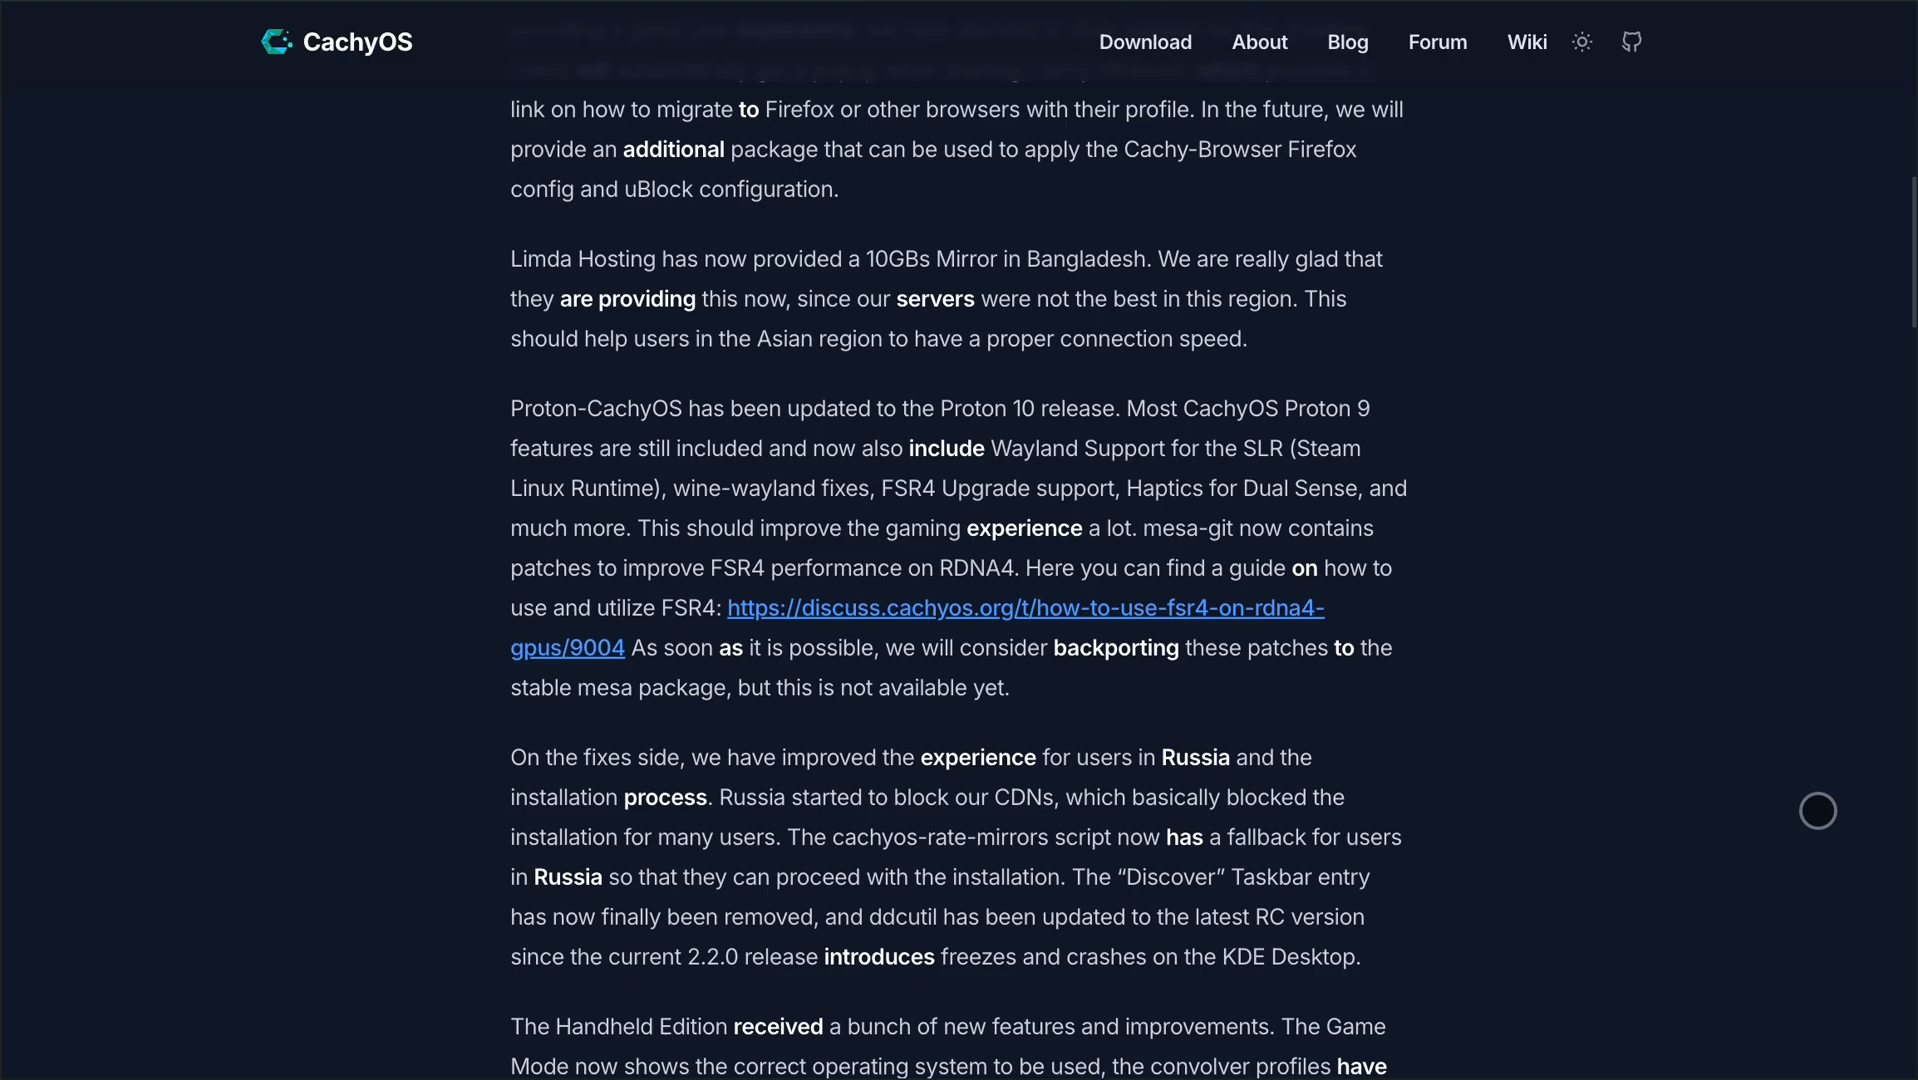 CachyOS
Download
About
Blog
Forum
Wiki
link on how to migrate to Firefox or other browsers with their profile. In the future, we will
provide an additional package that can be used to apply the Cachy-Browser Firefox
config and uBlock configuration.
Limda Hosting has now provided a 10GBs Mirror in Bangladesh. We are really glad that
they are providing this now, since our servers were not the best in this region. This
should help users in the Asian region to have a proper connection speed.
Proton-CachyOS has been updated to the Proton 10 release. Most CachyOS Proton 9
features are still included and now also include Wayland Support for the SLR (Steam
Linux Runtime), wine-wayland fixes, FSR4 Upgrade support, Haptics for Dual Sense, and
much more. This should improve the gaming experience a lot. mesa-git now contains
patches to improve FSR4 performance on RDNA4. Here you can find a guide on how to
use and utilize FSR4: https://discuss.cachyos.org/t/how-to-use-fsr4-on-rdna4-
gpus/9004 As soon as it is possible, we will consider backporting these patches to the
stable mesa package, but this is not available yet.
On the fixes side, we have improved the experience for users in Russia and the
installation process. Russia started to block our CDNs, which basically blocked the
installation for many users. The cachyos-rate-mirrors script now has a fallback for users
in Russia so that they can proceed with the installation. The “Discover” Taskbar entry
has now finally been removed, and ddcutil has been updated to the latest RC version
since the current 2.2.0 release introduces freezes and crashes on the KDE Desktop.
The Handheld Edition received a bunch of new features and improvements. The Game
Mode now shows the correct operating system to be used, the convolver profiles have